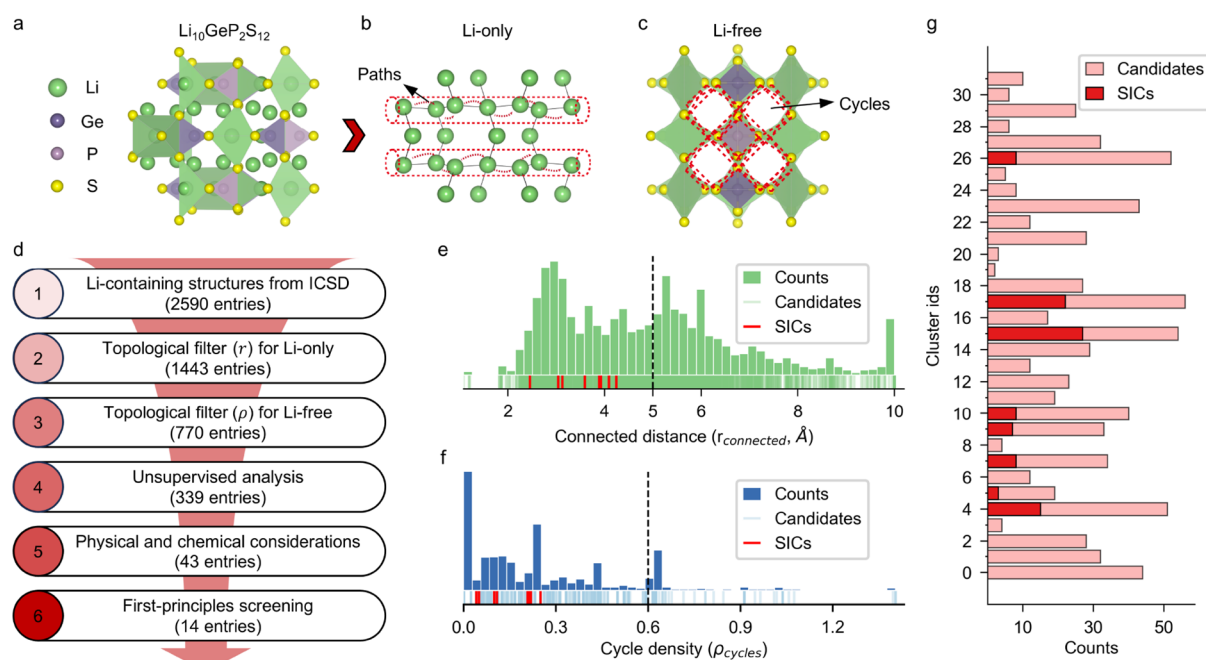 a
Li₁₀GeP₂S₁₂
Li
Ge
P
S
b
Li-only
Paths
c
Li-free
Cycles
d
1
Li-containing structures from ICSD
(2590 entries)
2
Topological filter (r) for Li-only
(1443 entries)
3
Topological filter (ρ) for Li-free
(770 entries)
4
Unsupervised analysis
(339 entries)
5
Physical and chemical considerations
(43 entries)
6
First-principles screening
(14 entries)
e
Counts
Candidates
SICs
2 4 5 6 8 10
Connected distance (r_connected, Å)
f
Counts
Candidates
SICs
0.0 0.3 0.6 0.9 1.2
Cycle density (ρ_cycles)
g
Candidates
SICs
Cluster ids
30
28
26
24
22
20
18
16
14
12
10
8
6
4
2
0
10 30 50
Counts